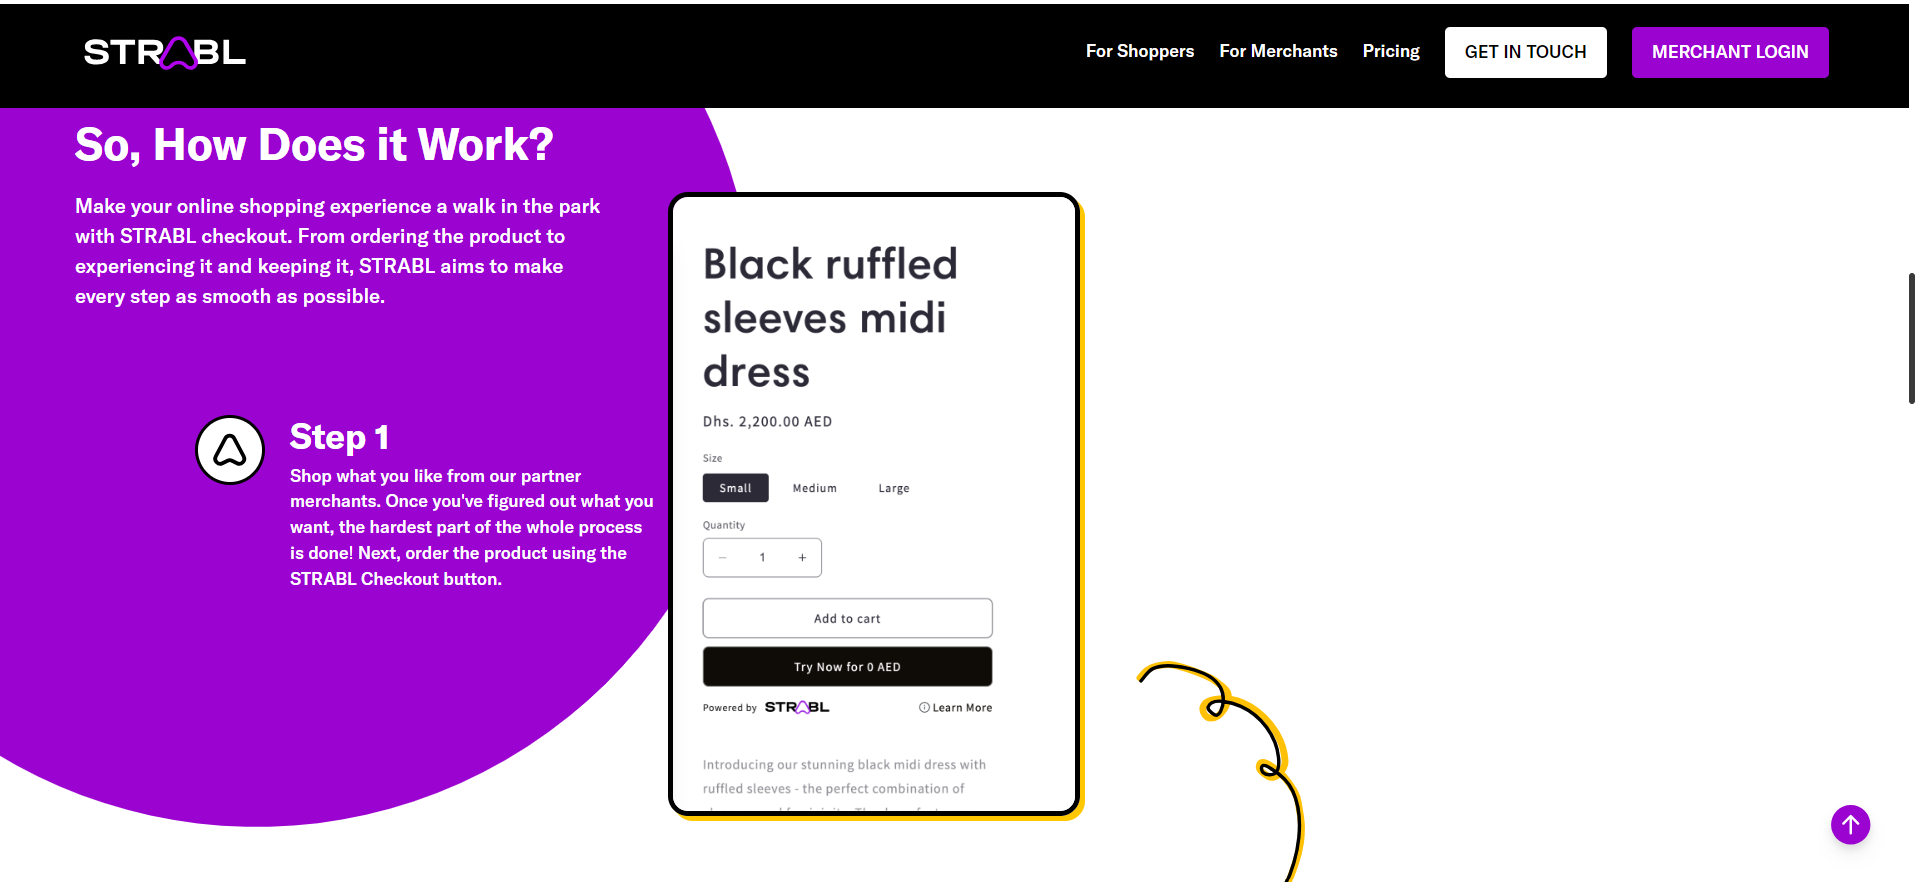 STRABL
For Shoppers
For Merchants
Pricing
GET IN TOUCH
MERCHANT LOGIN
So, How Does it Work?
Make your online shopping experience a walk in the park
with STRABL checkout. From ordering the product to
experiencing it and keeping it, STRABL aims to make
every step as smooth as possible.
Step 1
Shop what you like from our partner
merchants. Once you've figured out what you
want, the hardest part of the whole process
is done! Next, order the product using the
STRABL Checkout button.
Black ruffled
sleeves midi
dress
Dhs. 2,200.00 AED
Size
Small Medium Large
Quantity
− 1 +
Add to cart
Try Now for 0 AED
Powered by STRABL
Learn More
Introducing our stunning black midi dress with
ruffled sleeves - the perfect combination of